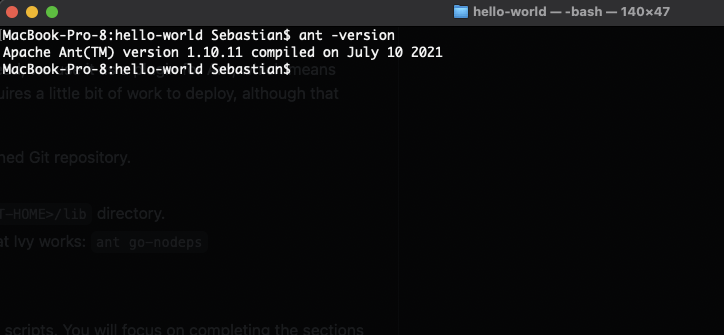 hello-world — -bash — 140×47
[MacBook-Pro-8:hello-world Sebastian$ ant -version
Apache Ant(TM) version 1.10.11 compiled on July 10 2021
MacBook-Pro-8:hello-world Sebastian$
means
uires a little bit of work to deploy, although that
ned Git repository.
T-HOME>/lib directory.
at Ivy works: ant go-nodeps
scripts. You will focus on completing the sections